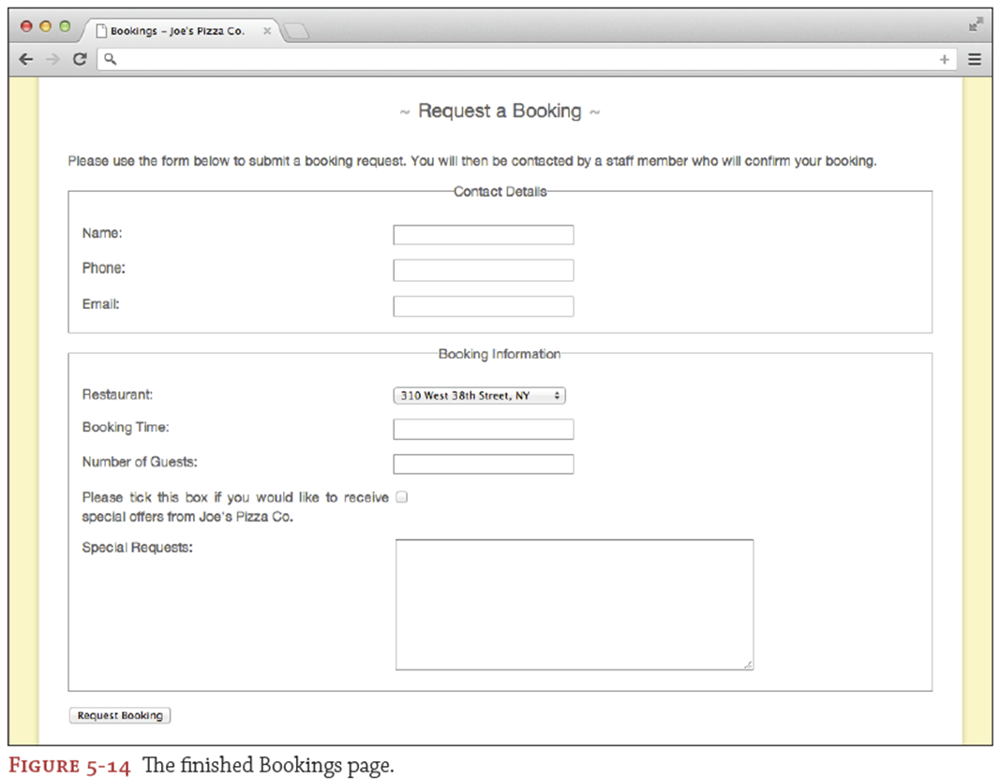 Bookings – Joe's Pizza Co.
~ Request a Booking ~
Please use the form below to submit a booking request. You will then be contacted by a staff member who will confirm your booking.
Contact Details
Name:
Phone:
Email:
Booking Information
Restaurant:
310 West 38th Street, NY
Booking Time:
Number of Guests:
Please tick this box if you would like to receive
special offers from Joe's Pizza Co.
Special Requests:
Request Booking
Figure 5-14 The finished Bookings page.